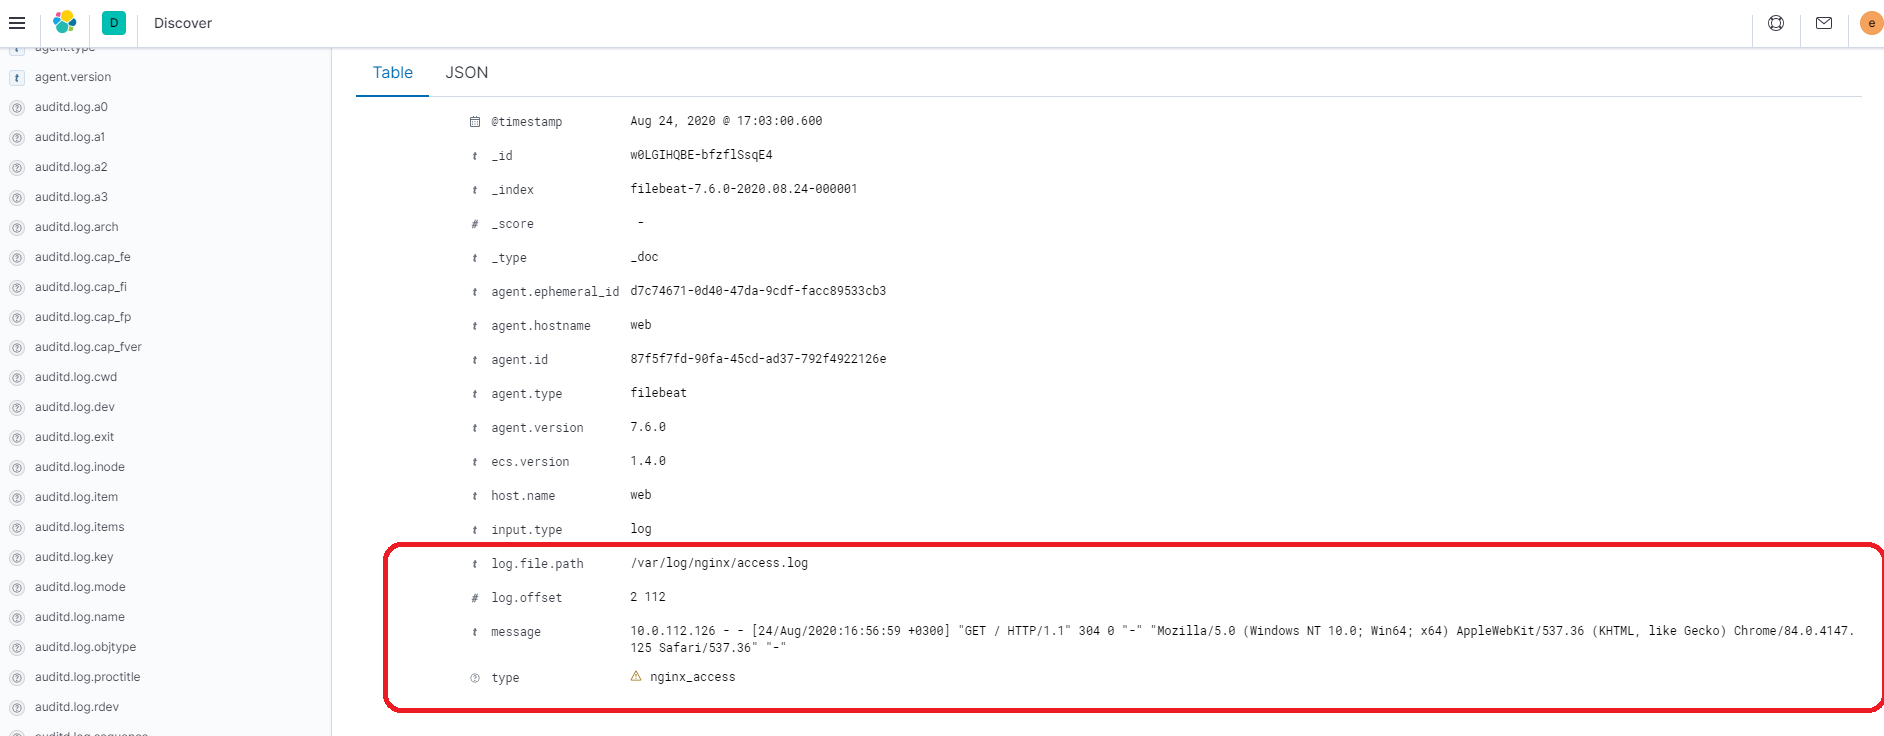 D
Discover
e
agent.type
agent.version
auditd.log.a0
auditd.log.a1
auditd.log.a2
auditd.log.a3
auditd.log.arch
auditd.log.cap_fe
auditd.log.cap_fi
auditd.log.cap_fp
auditd.log.cap_fver
auditd.log.cwd
auditd.log.dev
auditd.log.exit
auditd.log.inode
auditd.log.item
auditd.log.items
auditd.log.key
auditd.log.mode
auditd.log.name
auditd.log.objtype
auditd.log.proctitle
auditd.log.rdev
auditd.log.sequence
Table JSON
@timestamp Aug 24, 2020 @ 17:03:00.600
t _id w0LGIHQBE-bfzflSsqE4
t _index filebeat-7.6.0-2020.08.24-000001
# _score -
t _type _doc
t agent.ephemeral_id d7c74671-0d40-47da-9cdf-facc89533cb3
t agent.hostname web
t agent.id 87f5f7fd-90fa-45cd-ad37-792f4922126e
t agent.type filebeat
t agent.version 7.6.0
t ecs.version 1.4.0
t host.name web
t input.type log
t log.file.path /var/log/nginx/access.log
# log.offset 2 112
t message 10.0.112.126 - - [24/Aug/2020:16:56:59 +0300] "GET / HTTP/1.1" 304 0 "-" "Mozilla/5.0 (Windows NT 10.0; Win64; x64) AppleWebKit/537.36 (KHTML, like Gecko) Chrome/84.0.4147.
125 Safari/537.36" "-"
? type nginx_access